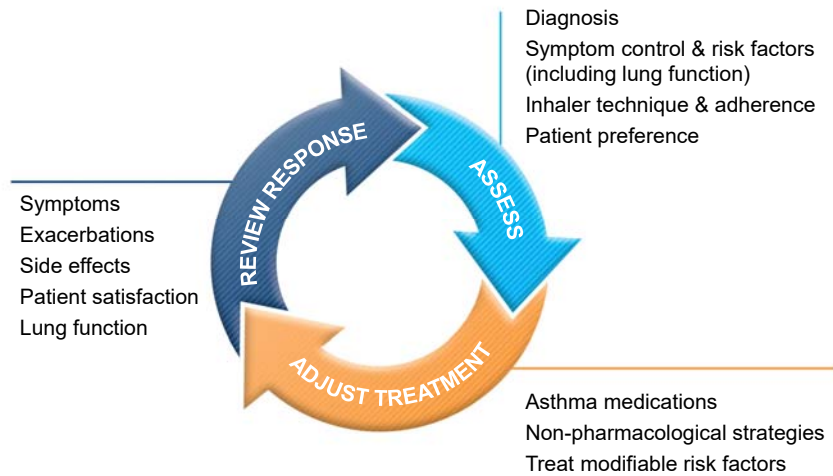 Diagnosis
Symptom control & risk factors
(including lung function)
Inhaler technique & adherence
Patient preference
REVIEW RESPONSE
ASSESS
Symptoms
Exacerbations
Side effects
Patient satisfaction
Lung function
ADJUST TREATMENT
Asthma medications
Non-pharmacological strategies
Treat modifiable risk factors